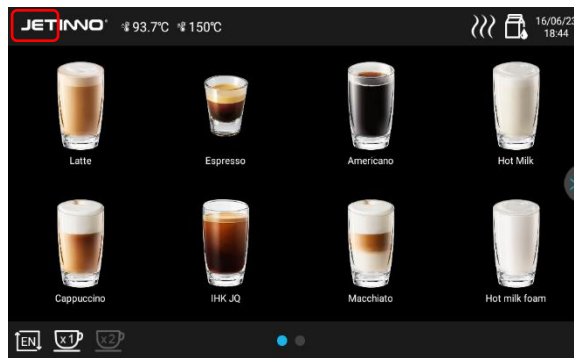 JETINNO 93.7°C 150°C 16/06/23
18:44
Latte Espresso Americano Hot Milk
Cappuccino IHK JQ Macchiato Hot milk foam
EN x1 x2